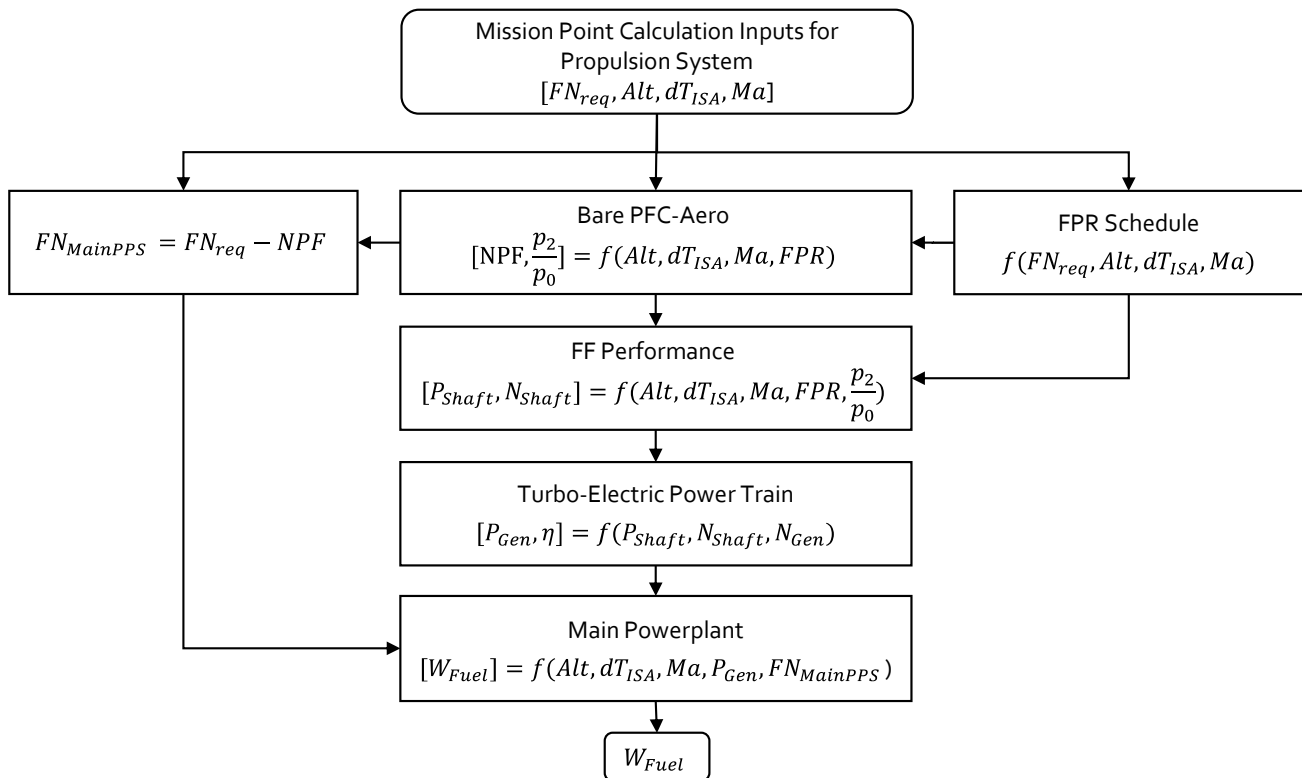 Mission Point Calculation Inputs for
Propulsion System
[FN_req, Alt, dT_ISA, Ma]
FN_MainPPS = FN_req − NPF
Bare PFC-Aero
[NPF, p_2/p_0] = f(Alt, dT_ISA, Ma, FPR)
FPR Schedule
f(FN_req, Alt, dT_ISA, Ma)
FF Performance
[P_Shaft, N_Shaft] = f(Alt, dT_ISA, Ma, FPR, p_2/p_0)
Turbo-Electric Power Train
[P_Gen, η] = f(P_Shaft, N_Shaft, N_Gen)
Main Powerplant
[W_Fuel] = f(Alt, dT_ISA, Ma, P_Gen, FN_MainPPS)
W_Fuel